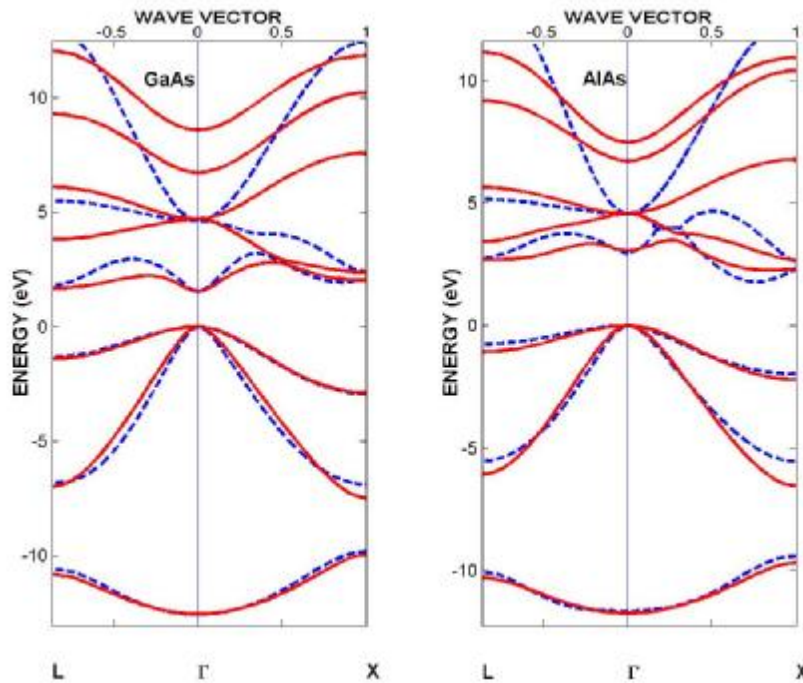 WAVE VECTOR
-0.5 0 0.5 1
GaAs
10
5
0
-5
-10
ENERGY (eV)
L Γ X
WAVE VECTOR
-0.5 0 0.5 1
AlAs
10
5
0
-5
-10
ENERGY (eV)
L Γ X